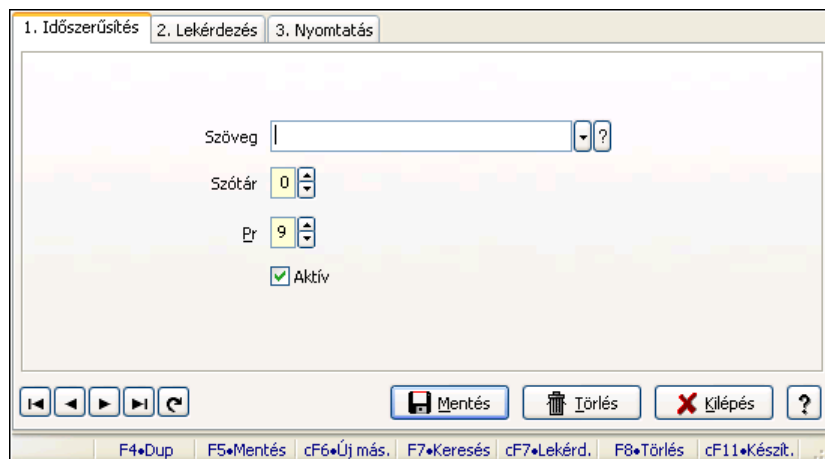 1. Időszerűsítés 2. Lekérdezés 3. Nyomtatás
Szöveg ?
Szótár 0
Pr 9
Aktív
Mentés Törlés Kilépés ?
F4•Dup F5•Mentés cF6•Új más. F7•Keresés cF7•Lekérd. F8•Törlés cF11•Készít.